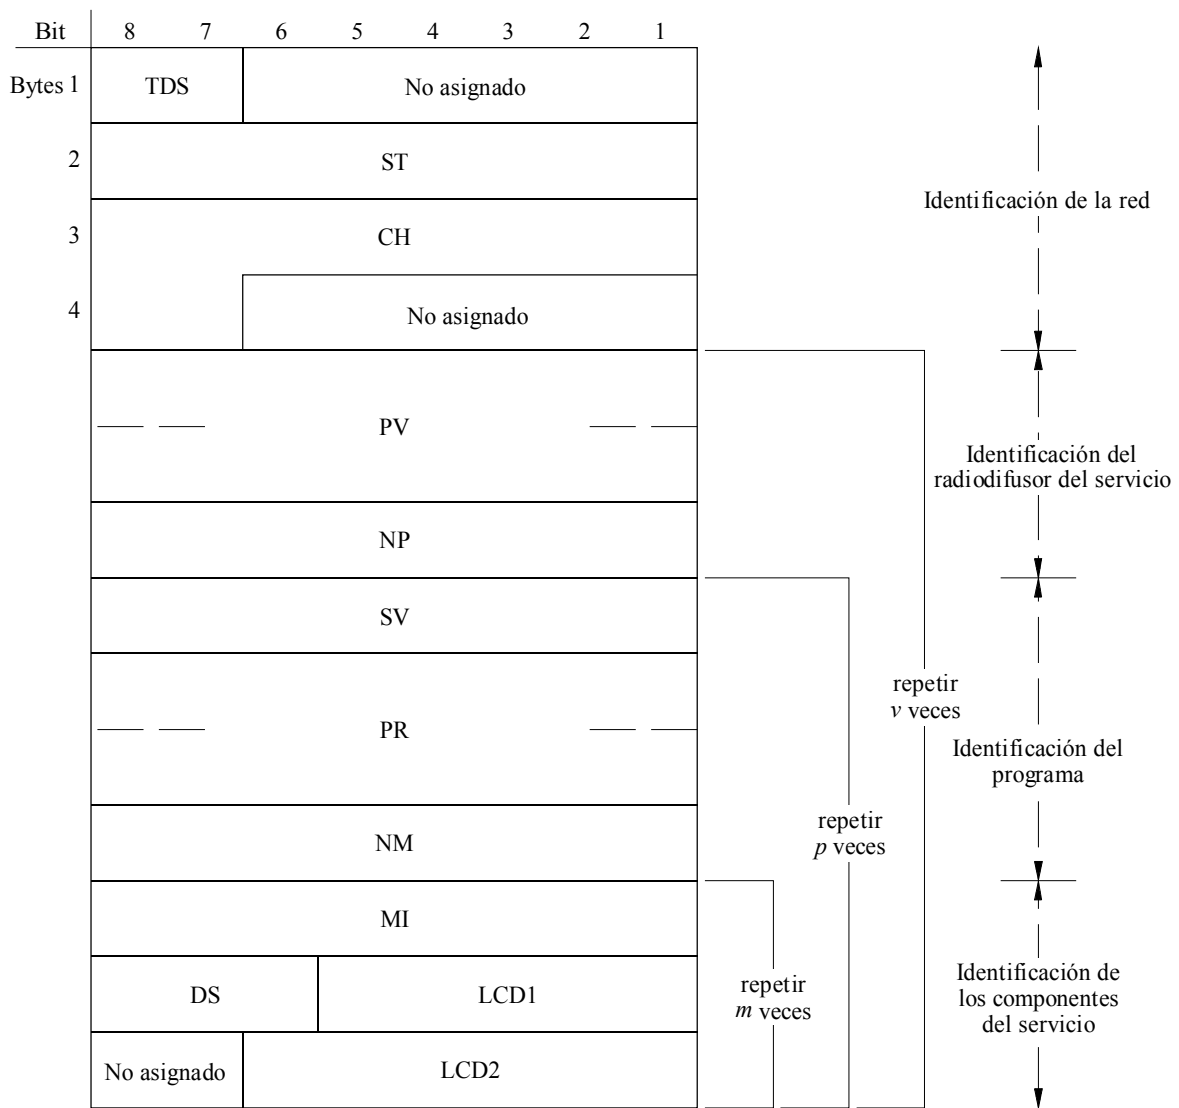 Bit 8 7 6 5 4 3 2 1
Bytes 1 TDS No asignado
2 ST
3 CH
Identificación de la red
4 No asignado
PV
Identificación del
radiodifusor del servicio
NP
SV
repetir
v veces
PR
Identificación del
programa
repetir
p veces
NM
MI
DS LCD1
repetir
m veces
Identificación de
los componentes
del servicio
No asignado LCD2